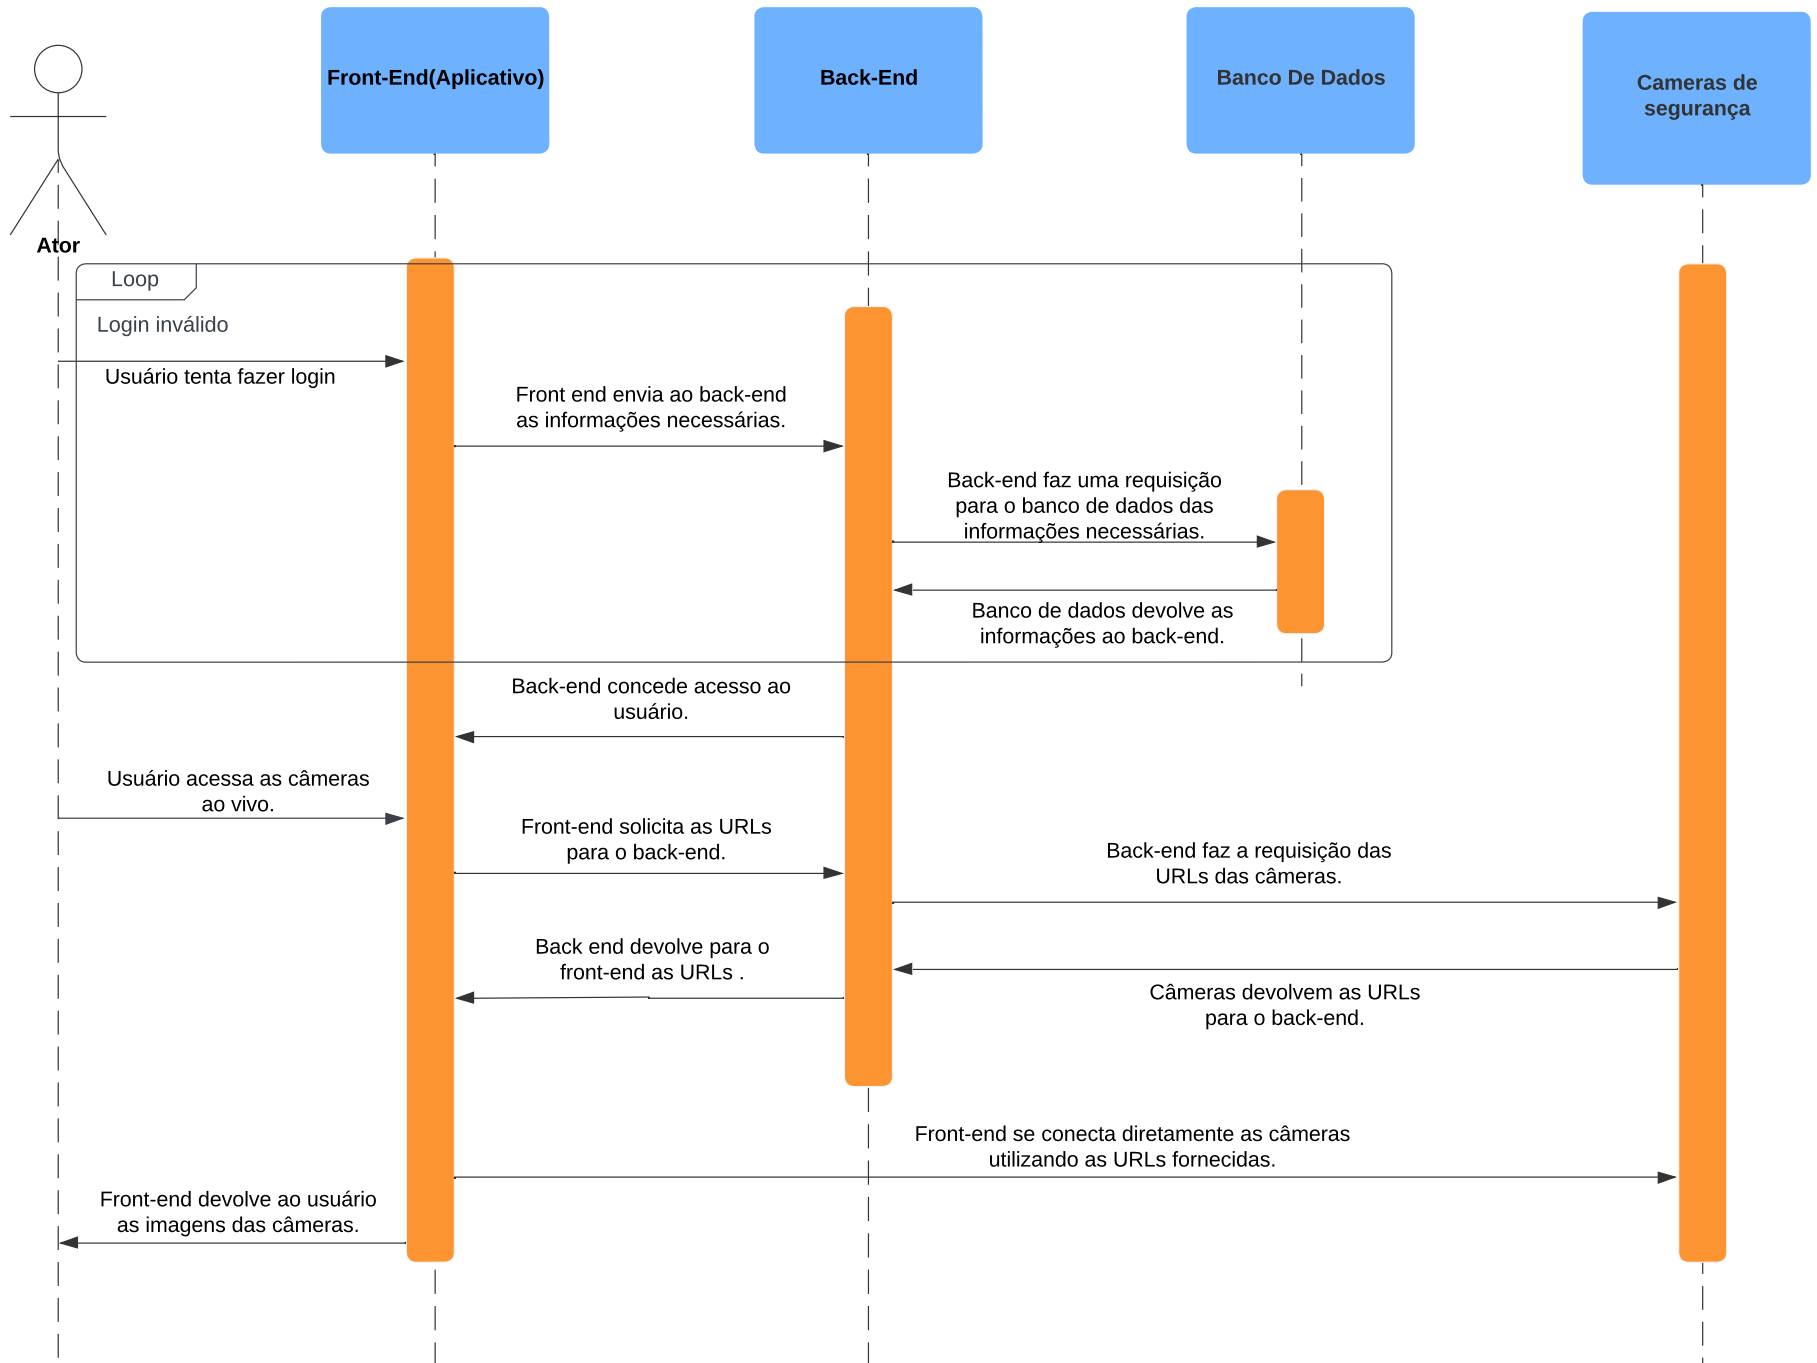 Front-End(Aplicativo)
Back-End
Banco De Dados
Cameras de
segurança
Ator
Loop
Login inválido
Usuário tenta fazer login
Front end envia ao back-end
as informações necessárias.
Back-end faz uma requisição
para o banco de dados das
informações necessárias.
Banco de dados devolve as
informações ao back-end.
Back-end concede acesso ao
usuário.
Usuário acessa as câmeras
ao vivo.
Front-end solicita as URLs
para o back-end.
Back-end faz a requisição das
URLs das câmeras.
Back end devolve para o
front-end as URLs .
Câmeras devolvem as URLs
para o back-end.
Front-end se conecta diretamente as câmeras
utilizando as URLs fornecidas.
Front-end devolve ao usuário
as imagens das câmeras.